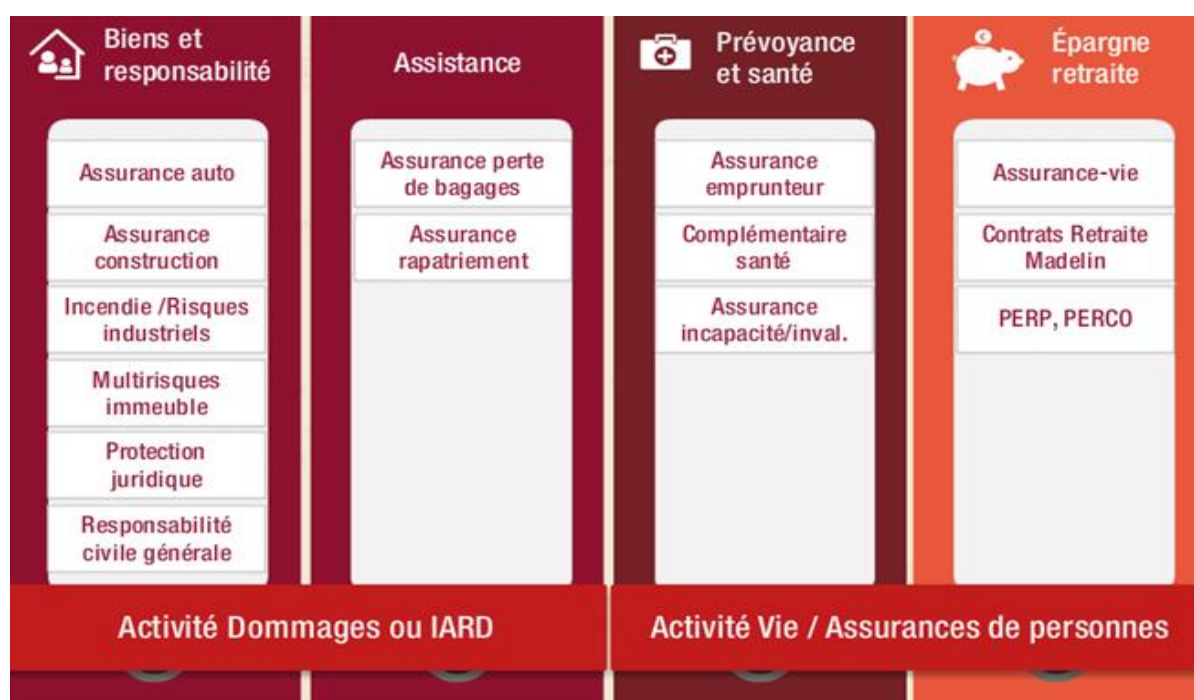 Biens et
responsabilité
Assistance
Prévoyance
et santé
Épargne
retraite
Assurance auto
Assurance
construction
Incendie /Risques
industriels
Multirisques
immeuble
Protection
juridique
Responsabilité
civile générale
Assurance perte
de bagages
Assurance
rapatriement
Assurance
emprunteur
Complémentaire
santé
Assurance
incapacité/inval.
Assurance-vie
Contrats Retraite
Madelin
PERP, PERCO
Activité Dommages ou IARD
Activité Vie / Assurances de personnes